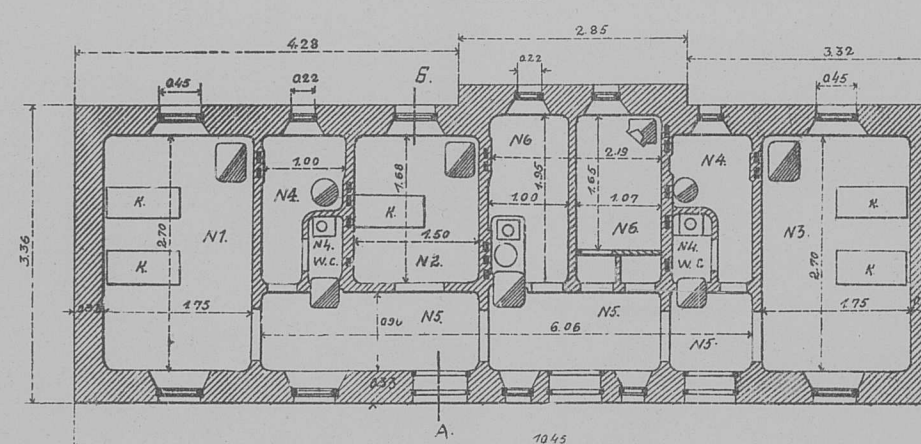 2.85
4.28
3.32
Б.
0.22
0.45
0.22
0.45
N6
1.00
2.19
N4.
1.68
1.95
1.65
N4.
K.
K.
K.
3.36
2.70
N1.
1.00
1.07
N3.
2.70
N4.
W.C.
1.50
N2.
N6.
N4.
W.C.
K.
K.
1.75
0.90
N5.
N5.
6.06
N5.
1.75
0.33
A.
10.45